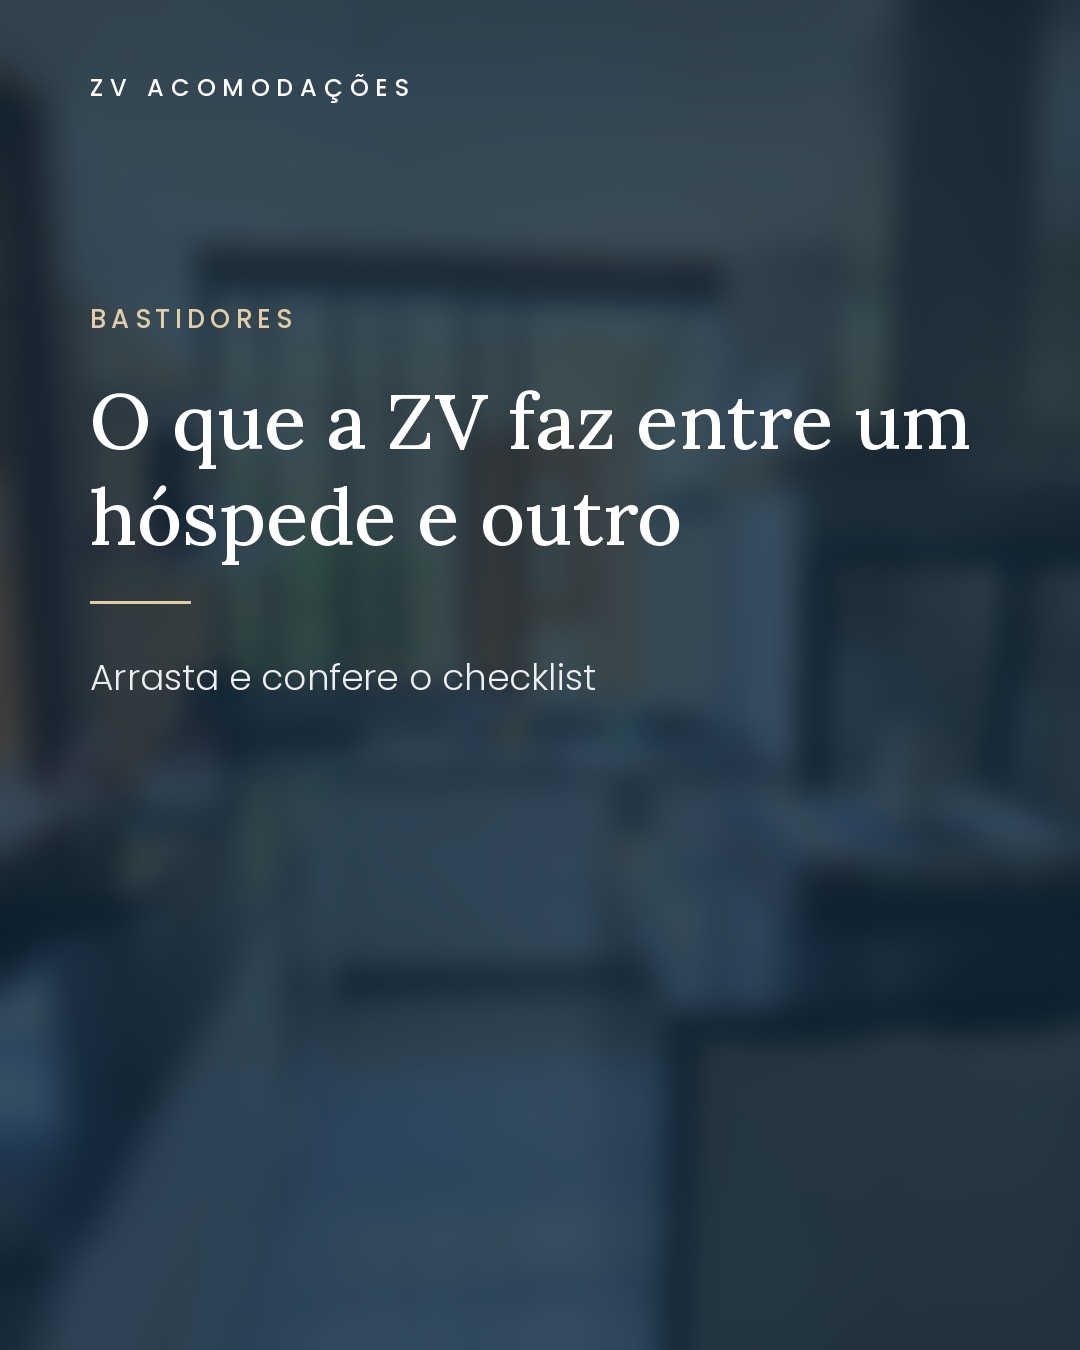 ZV ACOMODAÇÕES
BASTIDORES
O que a ZV faz entre um
hóspede e outro
Arrasta e confere o checklist